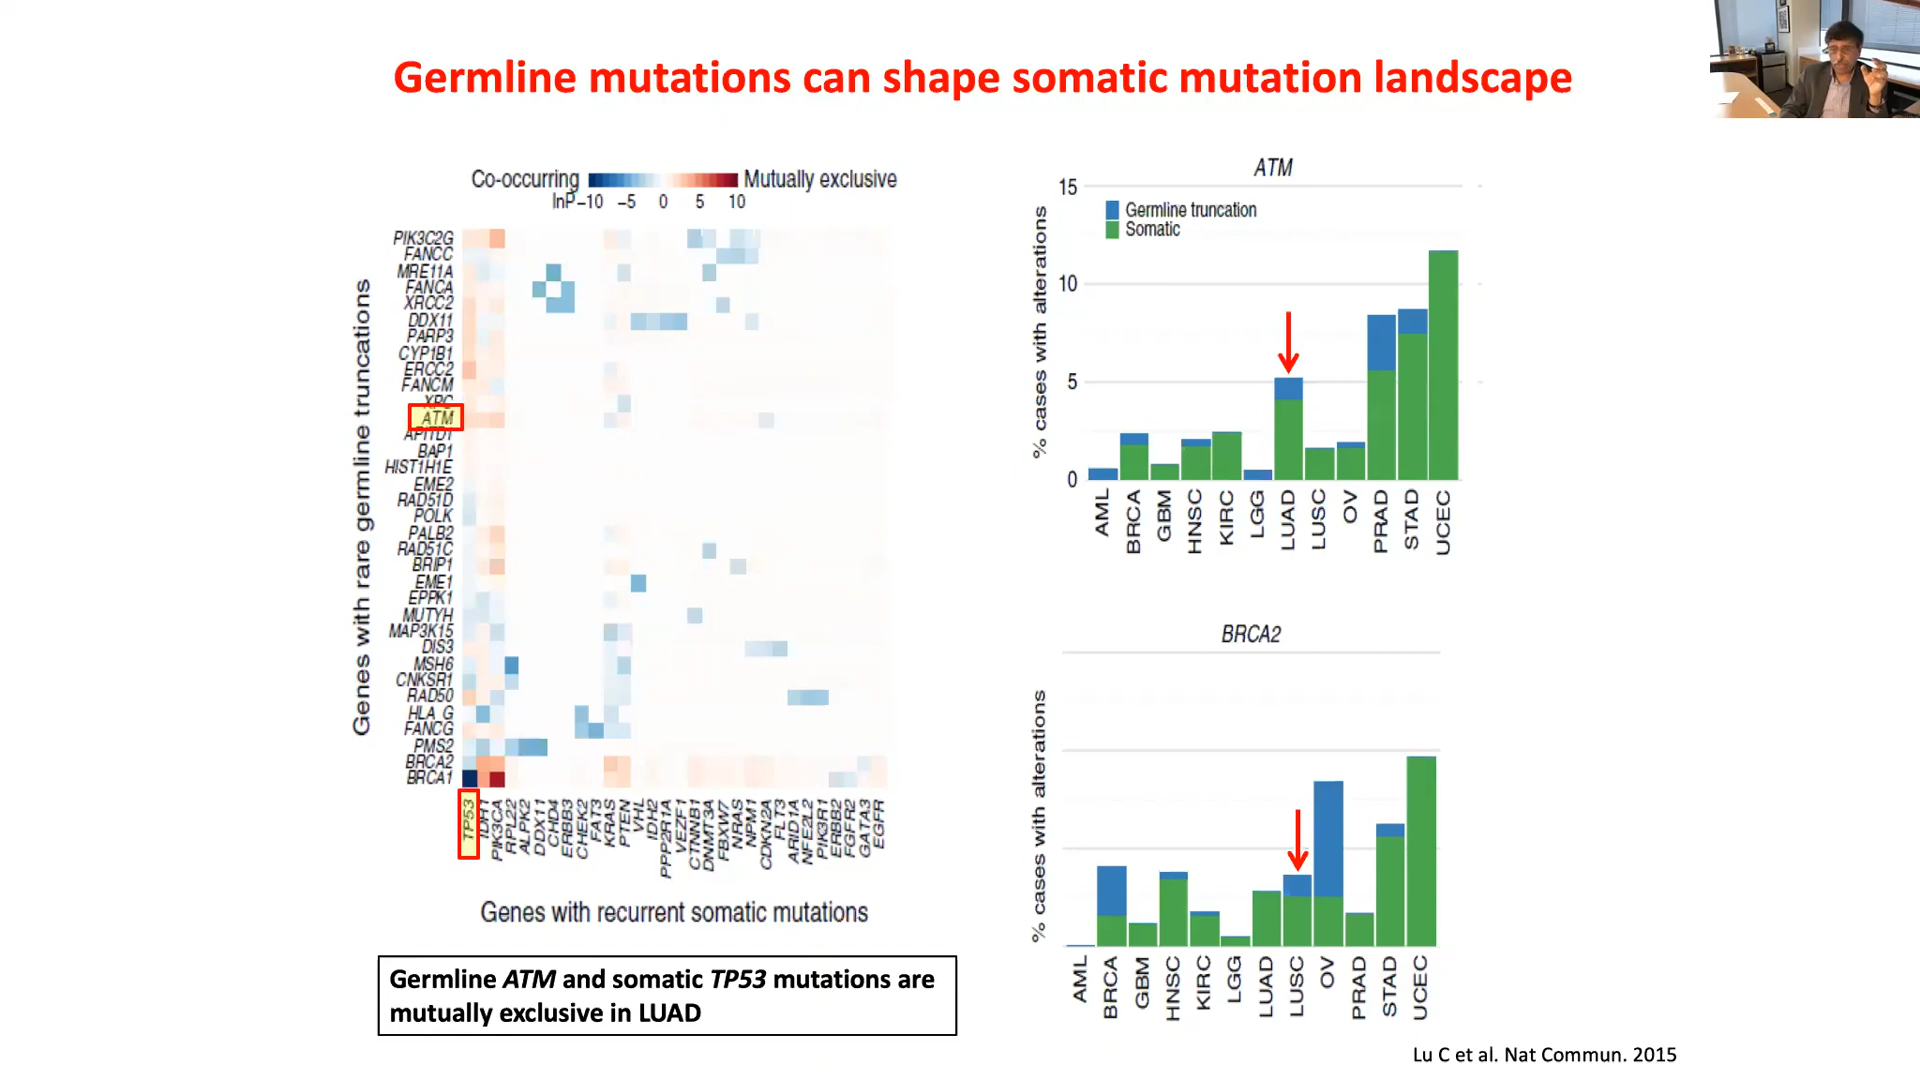 Germline mutations can shape somatic mutation landscape
Co-occurring
Mutually exclusive
lnP
-10 -5 0 5 10
Genes with rare germline truncations
PIK3C2G
FANCC
MRE11A
FANCA
XRCC2
DDX11
PARP3
CYP1B1
ERCC2
FANCM
XPC
ATM
APITD1
BAP1
HIST1H1E
EME2
RAD51D
POLK
PALB2
RAD51C
BRIP1
EME1
EPPK1
MUTYH
MAP3K15
DIS3
MSH6
CNKSR1
RAD50
HLA_G
FANCG
PMS2
BRCA2
BRCA1
TP53
IDH1
PIK3CA
RPL22
ALPK2
DDX11
CHD4
ERBB3
CHEK2
FAT3
KRAS
PTEN
VHL
IDH2
PPP2R1A
VEZF1
CTNNB1
DNMT3A
FBXW7
NRAS
NPM1
CDKN2A
FLT3
ARID1A
NFE2L2
PIK3R1
ERBB2
FGFR2
GATA3
EGFR
Genes with recurrent somatic mutations
Germline ATM and somatic TP53 mutations are
mutually exclusive in LUAD
ATM
% cases with alterations
15
10
5
0
Germline truncation
Somatic
AML
BRCA
GBM
HNSC
KIRC
LGG
LUAD
LUSC
OV
PRAD
STAD
UCEC
BRCA2
% cases with alterations
AML
BRCA
GBM
HNSC
KIRC
LGG
LUAD
LUSC
OV
PRAD
STAD
UCEC
Lu C et al. Nat Commun. 2015